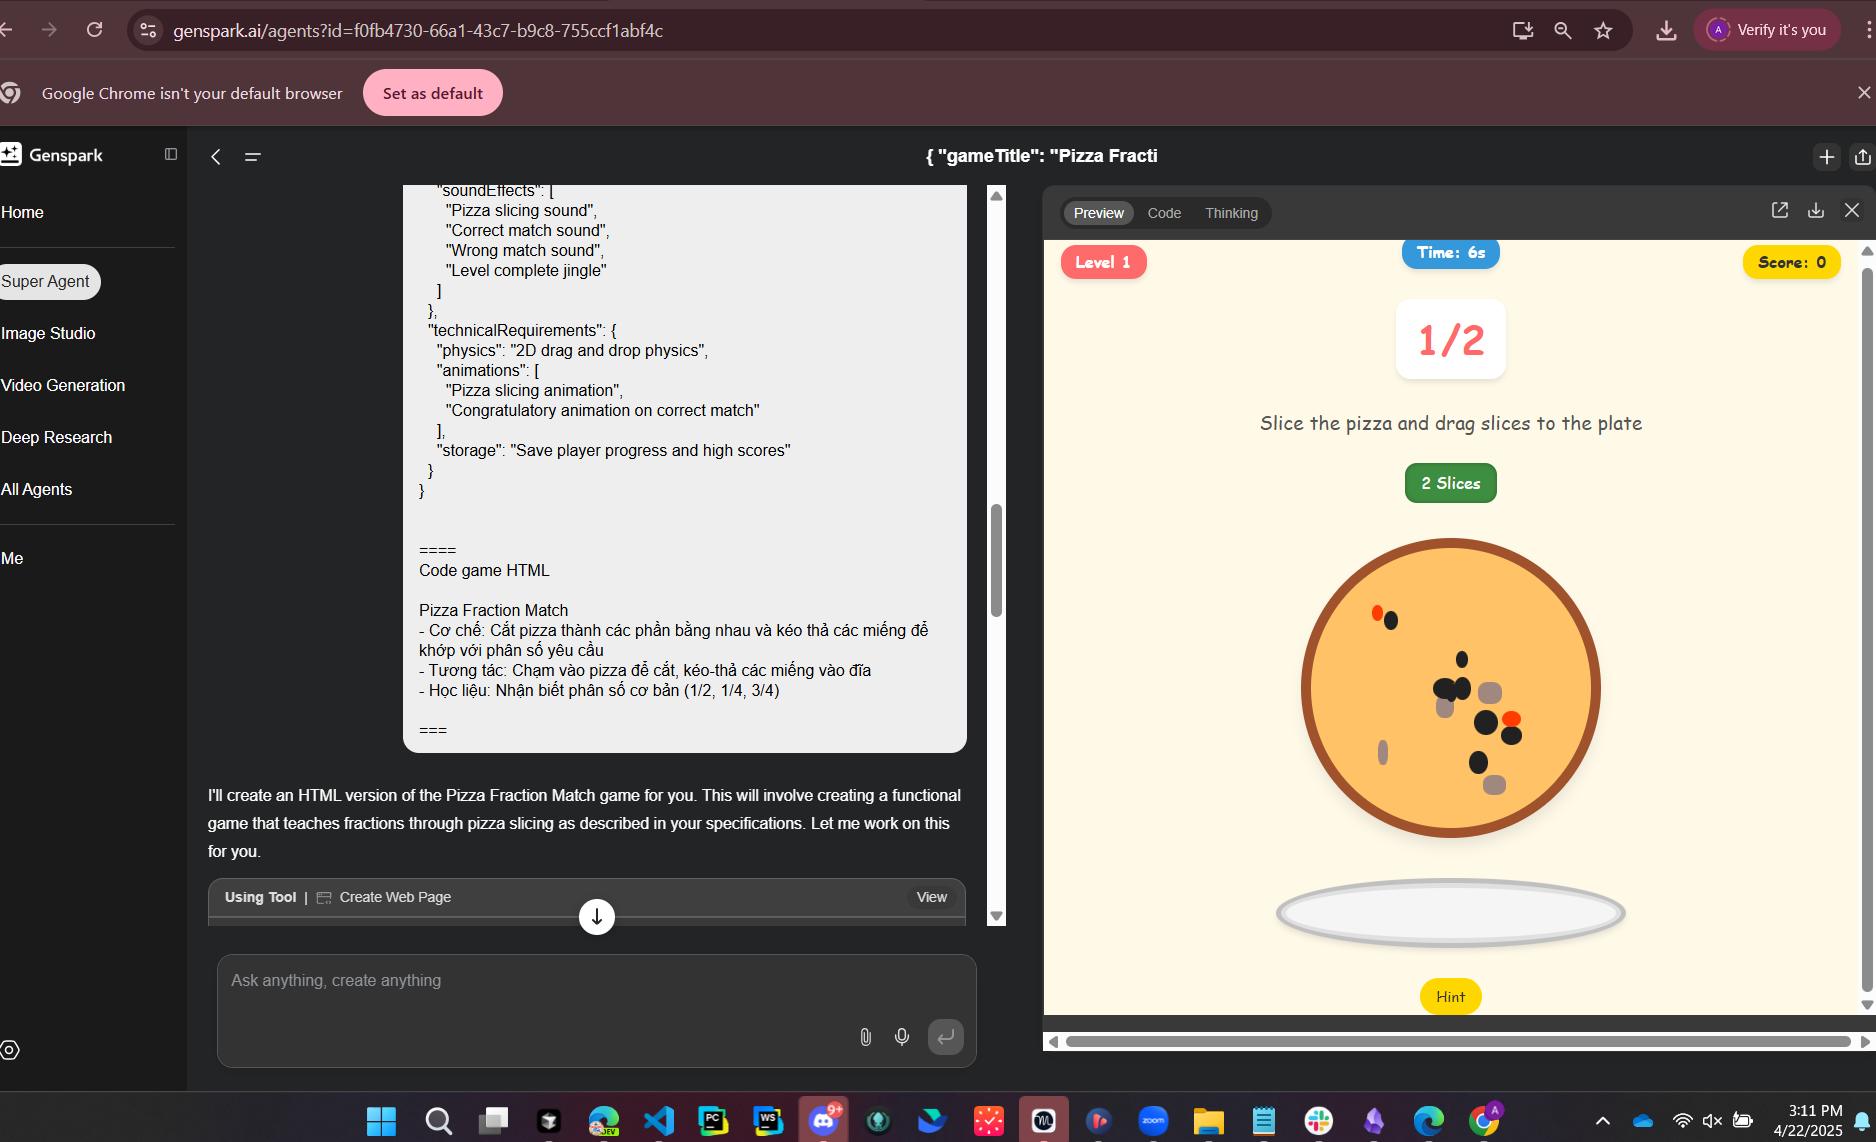 genspark.ai/agents?id=f0fb4730-66a1-43c7-b9c8-755ccf1abf4c
A
Verify it's you
Google Chrome isn't your default browser
Set as default
Genspark
Home
Super Agent
Image Studio
Video Generation
Deep Research
All Agents
Me
{ "gameTitle": "Pizza Fracti
"soundEffects": [
"Pizza slicing sound",
"Correct match sound",
"Wrong match sound",
"Level complete jingle"
]
},
"technicalRequirements": {
"physics": "2D drag and drop physics",
"animations": [
"Pizza slicing animation",
"Congratulatory animation on correct match"
],
"storage": "Save player progress and high scores"
}
}
====
Code game HTML
Pizza Fraction Match
- Cơ chế: Cắt pizza thành các phần bằng nhau và kéo thả các miếng để
khớp với phân số yêu cầu
- Tương tác: Chạm vào pizza để cắt, kéo-thả các miếng vào đĩa
- Học liệu: Nhận biết phân số cơ bản (1/2, 1/4, 3/4)
===
I'll create an HTML version of the Pizza Fraction Match game for you. This will involve creating a functional
game that teaches fractions through pizza slicing as described in your specifications. Let me work on this
for you.
Using Tool | Create Web Page
View
Ask anything, create anything
Preview
Code
Thinking
Level 1
Time: 6s
Score: 0
1/2
Slice the pizza and drag slices to the plate
2 Slices
Hint
DEV
PC
WS
9+
zoom
A
3:11 PM
4/22/2025